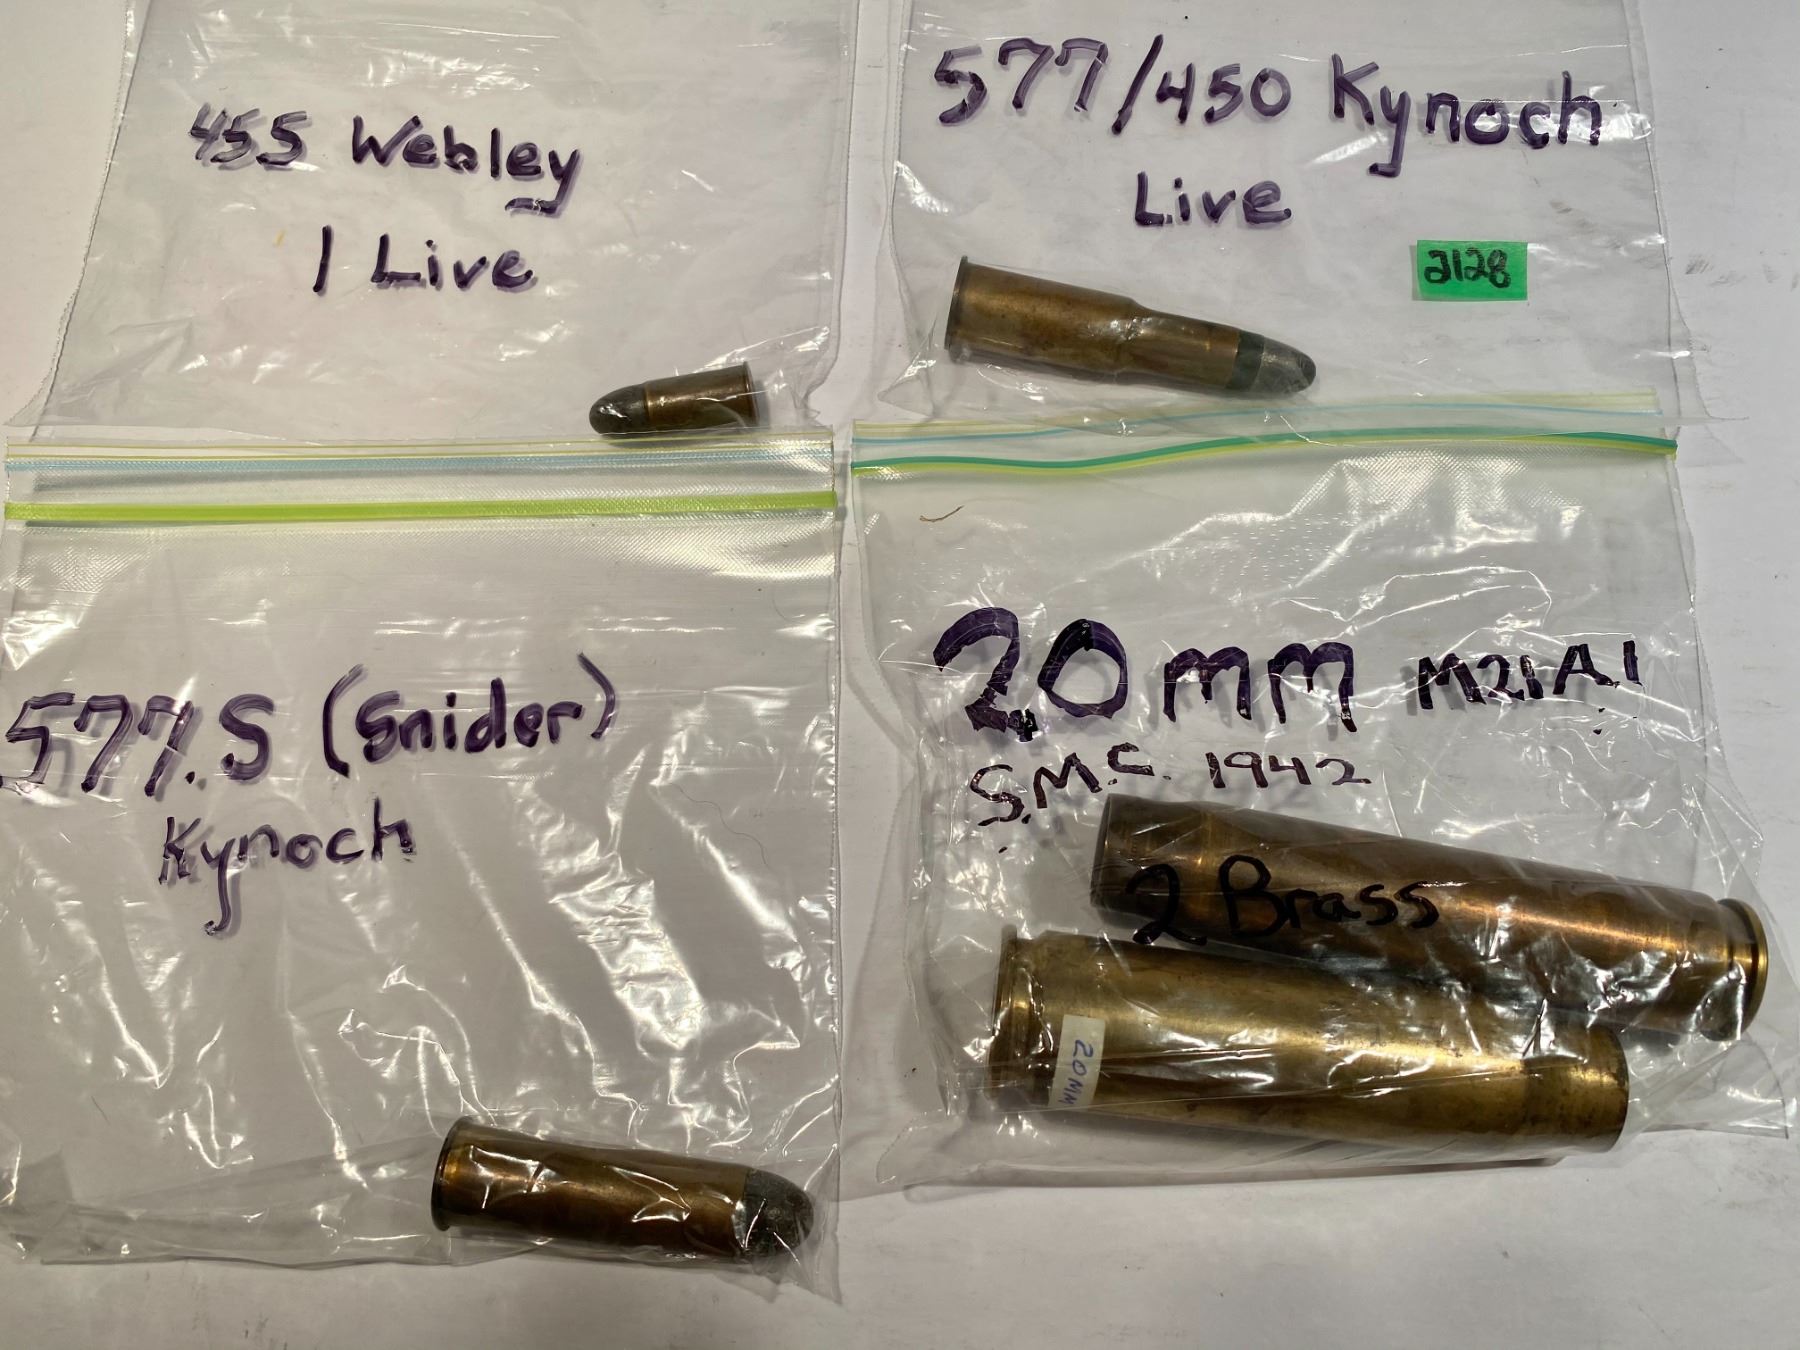 455 Webley
1 Live
577/450 Kynoch
Live
2128
577.S (Snider)
Kynoch
20mm M21A1
S.M.C. 1942
2 Brass
20MM